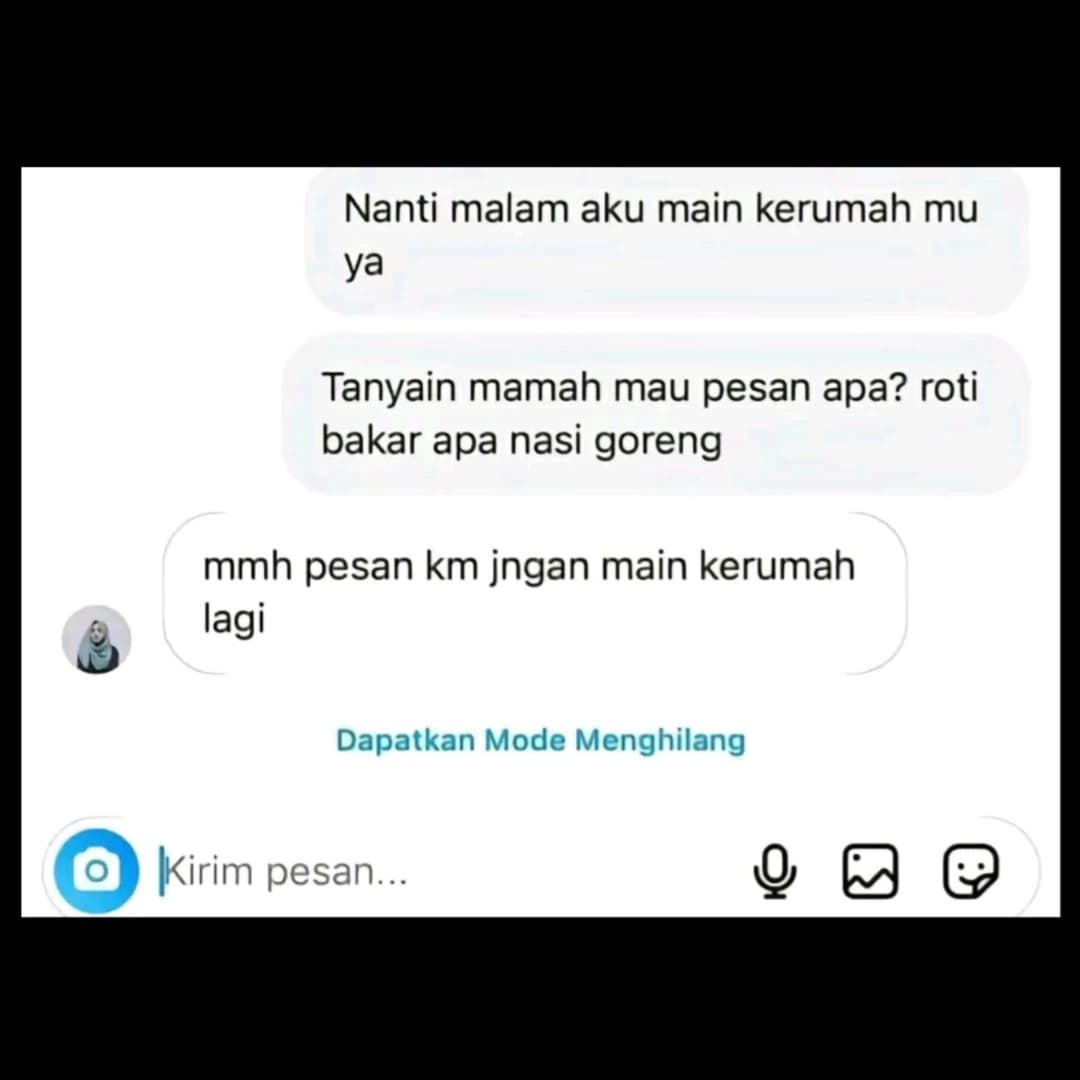 Nanti malam aku main kerumah mu
ya
Tanyain mamah mau pesan apa? roti
bakar apa nasi goreng
mmh pesan km jngan main kerumah
lagi
Dapatkan Mode Menghilang
Kirim pesan...